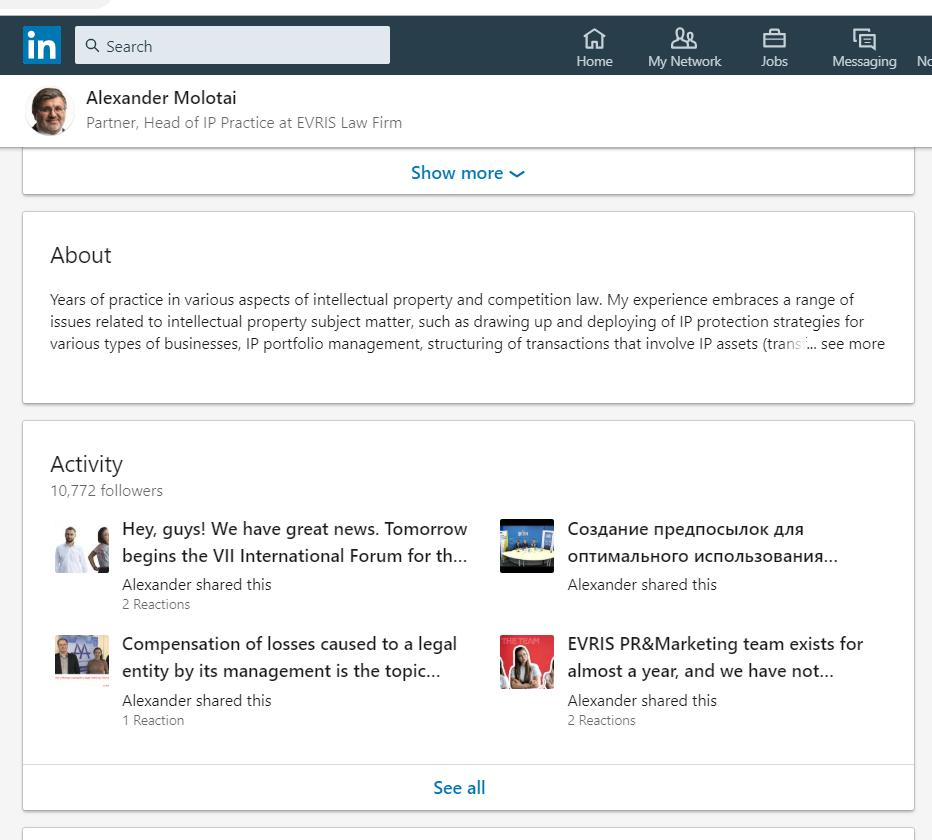 in
Search
Home
My Network
Jobs
Messaging
No
Alexander Molotai
Partner, Head of IP Practice at EVRIS Law Firm
Show more
About
Years of practice in various aspects of intellectual property and competition law. My experience embraces a range of
issues related to intellectual property subject matter, such as drawing up and deploying of IP protection strategies for
various types of businesses, IP portfolio management, structuring of transactions that involve IP assets (transf... see more
Activity
10,772 followers
Hey, guys! We have great news. Tomorrow
begins the VII International Forum for th...
Alexander shared this
2 Reactions
Создание предпосылок для
оптимального использования...
Alexander shared this
Compensation of losses caused to a legal
entity by its management is the topic...
Alexander shared this
1 Reaction
THE TEAM
EVRIS PR&Marketing team exists for
almost a year, and we have not...
Alexander shared this
2 Reactions
See all